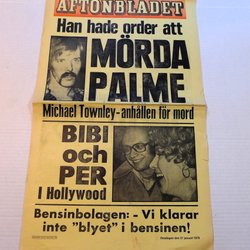 AFTONBLADET
Han hade order att
MÖRDA
PALME
Michael Townley - anhållen för mord
BIBI
och
PER
I Hollywood
Bensinbolagen: - Vi klarar
inte "blyet" i bensinen!